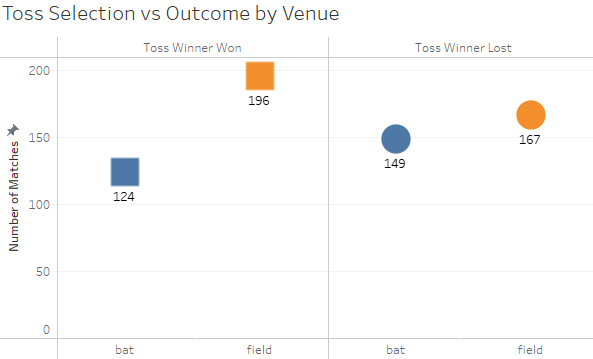 Toss Selection vs Outcome by Venue
Toss Winner Won
Toss Winner Lost
Number of Matches
200
150
100
50
0
124
196
149
167
bat
field
bat
field